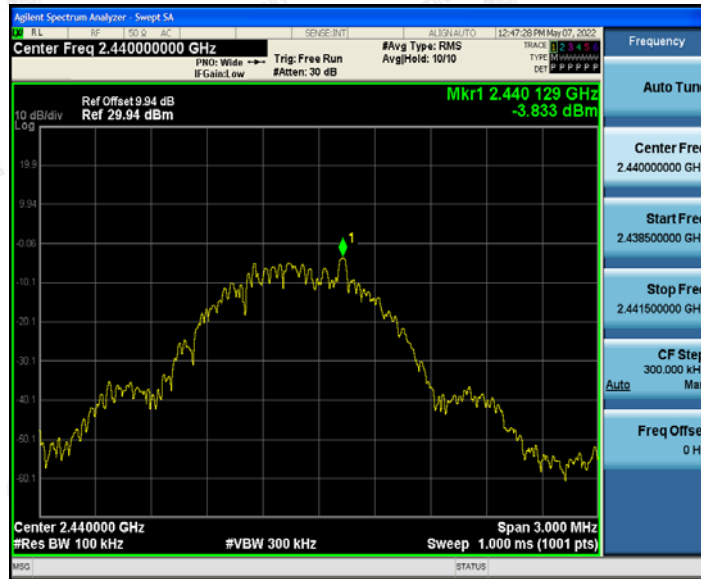 Agilent Spectrum Analyzer - Swept SA
RL RF 50 Ω AC SENSE:INT ALIGNAUTO 12:47:28 PM May 07, 2022
Center Freq 2.440000000 GHz
PNO: Wide
IFGain:Low
Trig: Free Run
#Atten: 30 dB
#Avg Type: RMS
Avg|Hold: 10/10
TRACE 1 2 3 4 5 6
TYPE M
DET P P P P P P
Ref Offset 9.94 dB
Ref 29.94 dBm
10 dB/div
Log
Mkr1 2.440 129 GHz
-3.833 dBm
19.9
9.94
-0.06
-10.1
-20.1
-30.1
-40.1
-50.1
-60.1
1
Center 2.440000 GHz
Span 3.000 MHz
#Res BW 100 kHz
#VBW 300 kHz
Sweep 1.000 ms (1001 pts)
MSG
STATUS
Frequency
Auto Tun
Center Fre
2.440000000 GH
Start Fre
2.438500000 GH
Stop Fre
2.441500000 GH
CF Step
300.000 kH
Auto Ma
Freq Offse
0 H